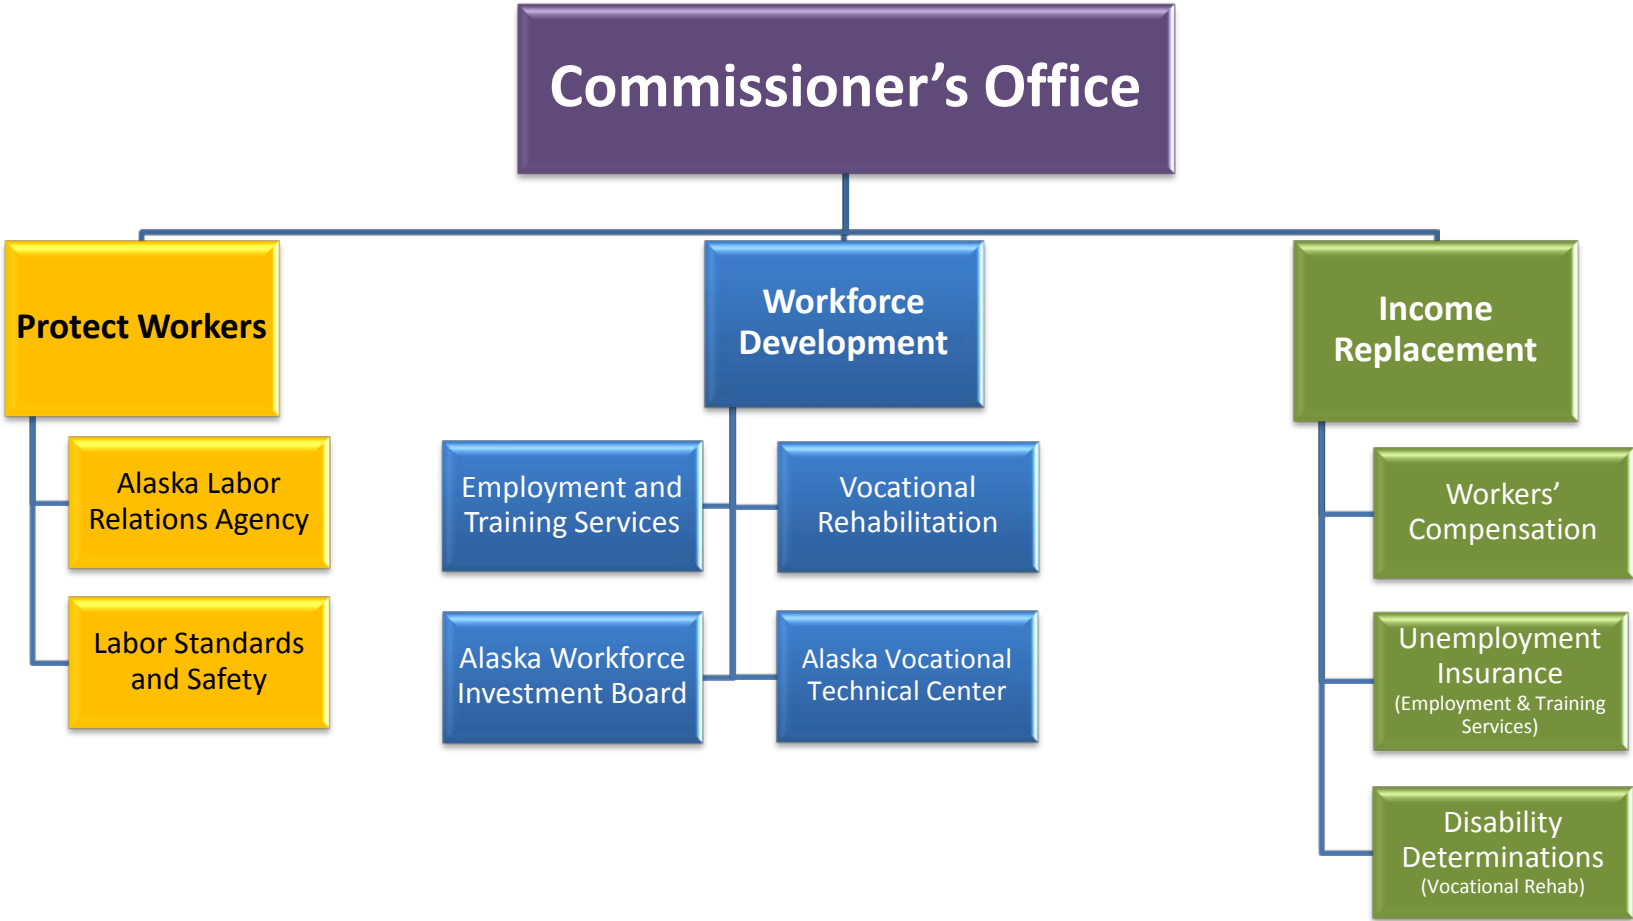 Commissioner’s Office
Protect Workers
Alaska Labor
Relations Agency
Labor Standards
and Safety
Workforce
Development
Employment and
Training Services
Vocational
Rehabilitation
Alaska Workforce
Investment Board
Alaska Vocational
Technical Center
Income
Replacement
Workers’
Compensation
Unemployment
Insurance
(Employment & Training
Services)
Disability
Determinations
(Vocational Rehab)